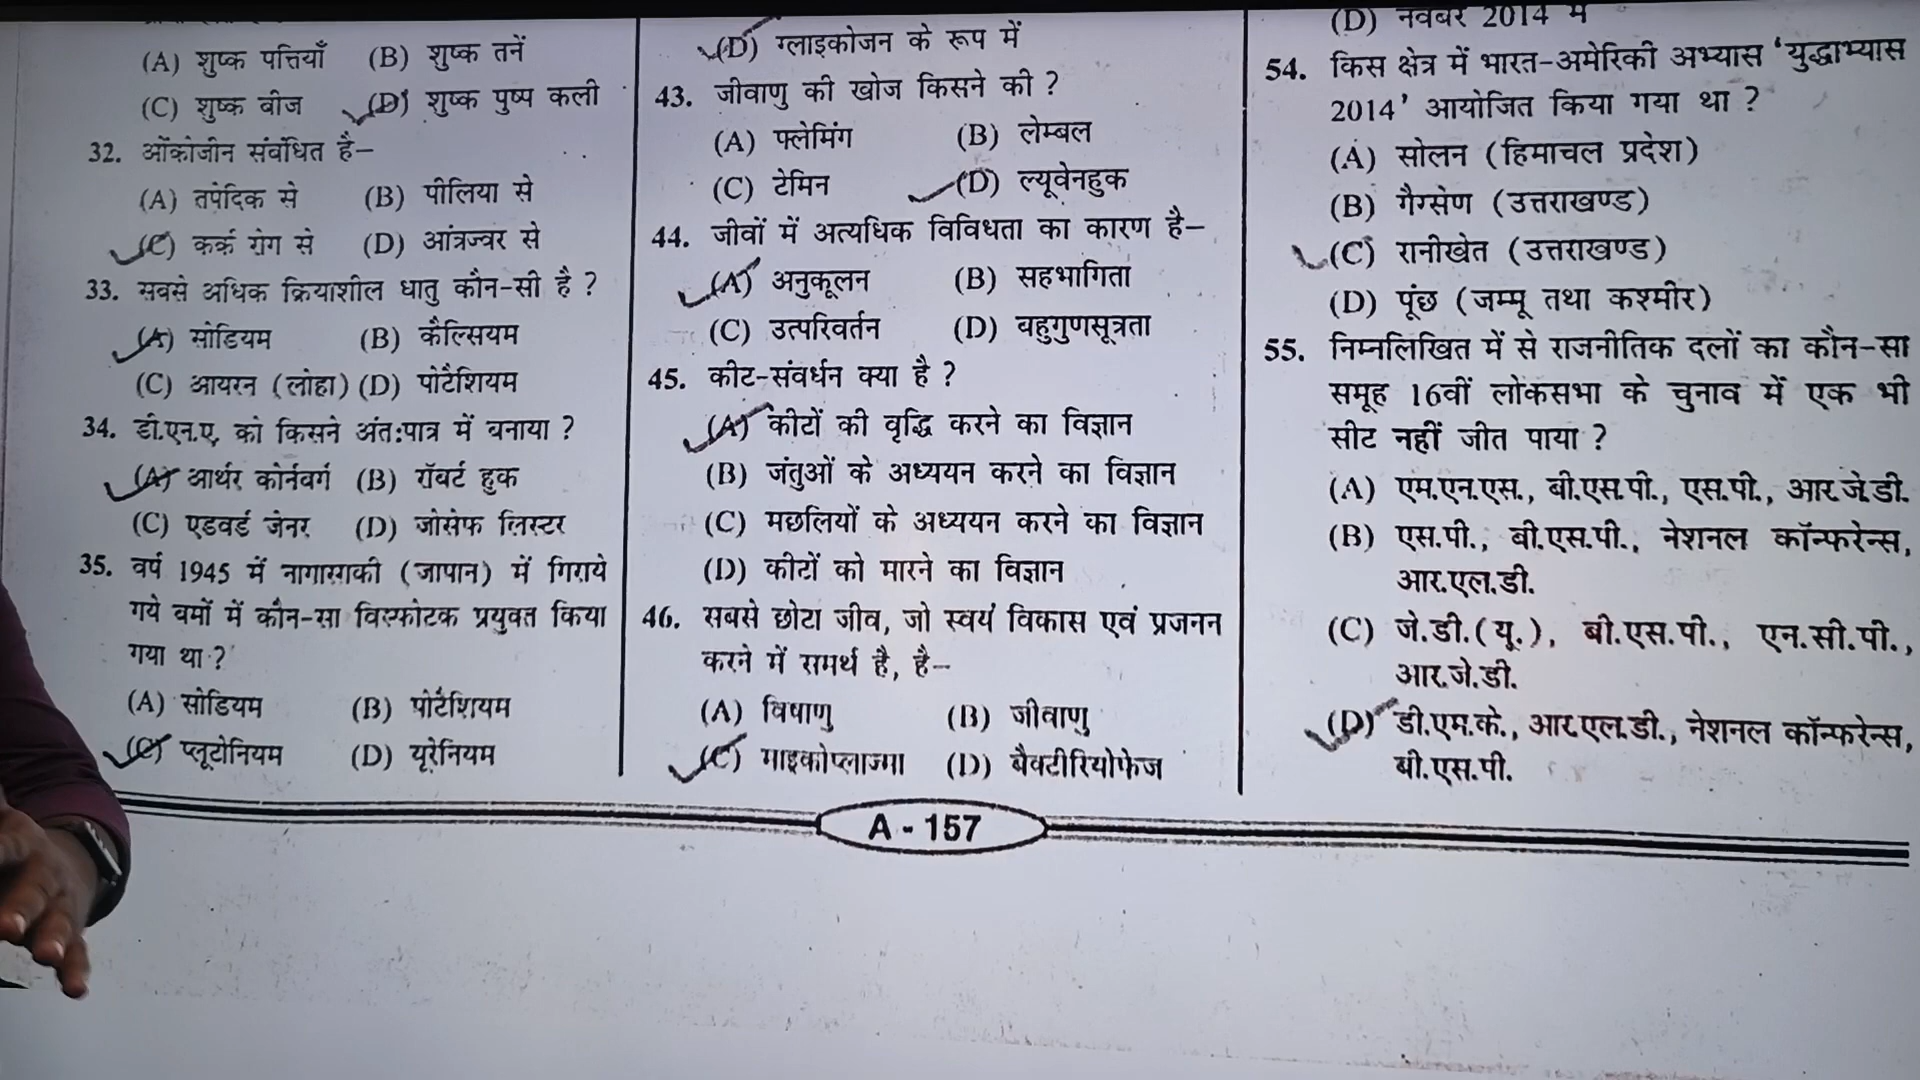 (A) शुष्क पत्तियाँ (B) शुष्क तनें
(C) शुष्क बीज (D) शुष्क पुष्प कली
32. ऑंकोजीन संबंधित है–
(A) तपेदिक से (B) पीलिया से
(C) कर्क रोग से (D) आंत्रज्वर से
33. सबसे अधिक क्रियाशील धातु कौन-सी है ?
(A) सोडियम (B) कैल्सियम
(C) आयरन (लोहा) (D) पोटैशियम
34. डी.एन.ए. को किसने अंत:पात्र में बनाया ?
(A) आर्थर कोर्नबर्ग (B) रॉबर्ट हुक
(C) एडवर्ड जेनर (D) जोसेफ लिस्टर
35. वर्ष 1945 में नागासाकी (जापान) में गिराये
गये बमों में कौन-सा विस्फोटक प्रयुक्त किया
गया था ?
(A) सोडियम (B) पोटैशियम
(C) प्लूटोनियम (D) यूरेनियम
(D) ग्लाइकोजन के रूप में
43. जीवाणु की खोज किसने की ?
(A) फ्लेमिंग (B) लेम्बल
(C) टेमिन (D) ल्यूवेनहुक
44. जीवों में अत्यधिक विविधता का कारण है–
(A) अनुकूलन (B) सहभागिता
(C) उत्परिवर्तन (D) बहुगुणसूत्रता
45. कीट-संवर्धन क्या है ?
(A) कीटों की वृद्धि करने का विज्ञान
(B) जंतुओं के अध्ययन करने का विज्ञान
(C) मछलियों के अध्ययन करने का विज्ञान
(D) कीटों को मारने का विज्ञान
46. सबसे छोटा जीव, जो स्वयं विकास एवं प्रजनन
करने में समर्थ है, है–
(A) विषाणु (B) जीवाणु
(C) माइकोप्लाज्मा (D) बैक्टीरियोफेज
(D) नवंबर 2014 में
54. किस क्षेत्र में भारत-अमेरिकी अभ्यास 'युद्धाभ्यास
2014' आयोजित किया गया था ?
(A) सोलन (हिमाचल प्रदेश)
(B) गैरसेंण (उत्तराखण्ड)
(C) रानीखेत (उत्तराखण्ड)
(D) पूंछ (जम्मू तथा कश्मीर)
55. निम्नलिखित में से राजनीतिक दलों का कौन-सा
समूह 16वीं लोकसभा के चुनाव में एक भी
सीट नहीं जीत पाया ?
(A) एम.एन.एस., बी.एस.पी., एस.पी., आर.जे.डी.
(B) एस.पी., बी.एस.पी., नेशनल कॉन्फरेन्स,
आर.एल.डी.
(C) जे.डी.(यू.), बी.एस.पी., एन.सी.पी.,
आर.जे.डी.
(D) डी.एम.के., आर.एल.डी., नेशनल कॉन्फरेन्स,
बी.एस.पी.
A - 157